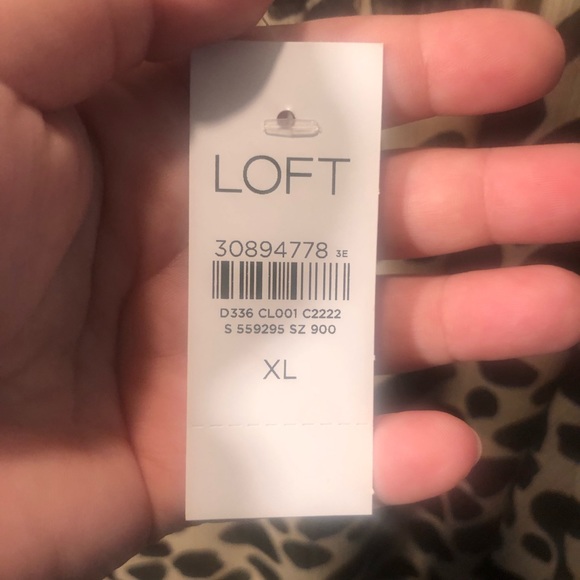 LOFT
30894778 3E
D336 CL001 C2222
S 559295 SZ 900
XL